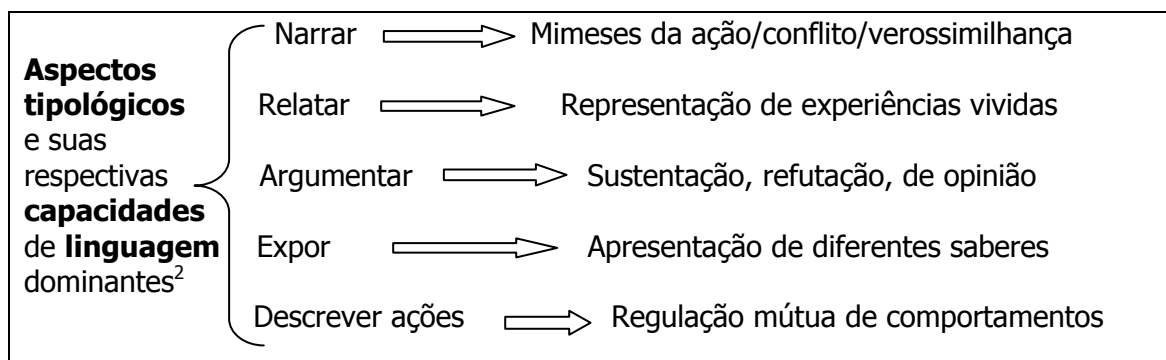 Aspectos
tipológicos
e suas
respectivas
capacidades
de linguagem
dominantes²
Narrar Mimeses da ação/conflito/verossimilhança
Relatar Representação de experiências vividas
Argumentar Sustentação, refutação, de opinião
Expor Apresentação de diferentes saberes
Descrever ações Regulação mútua de comportamentos